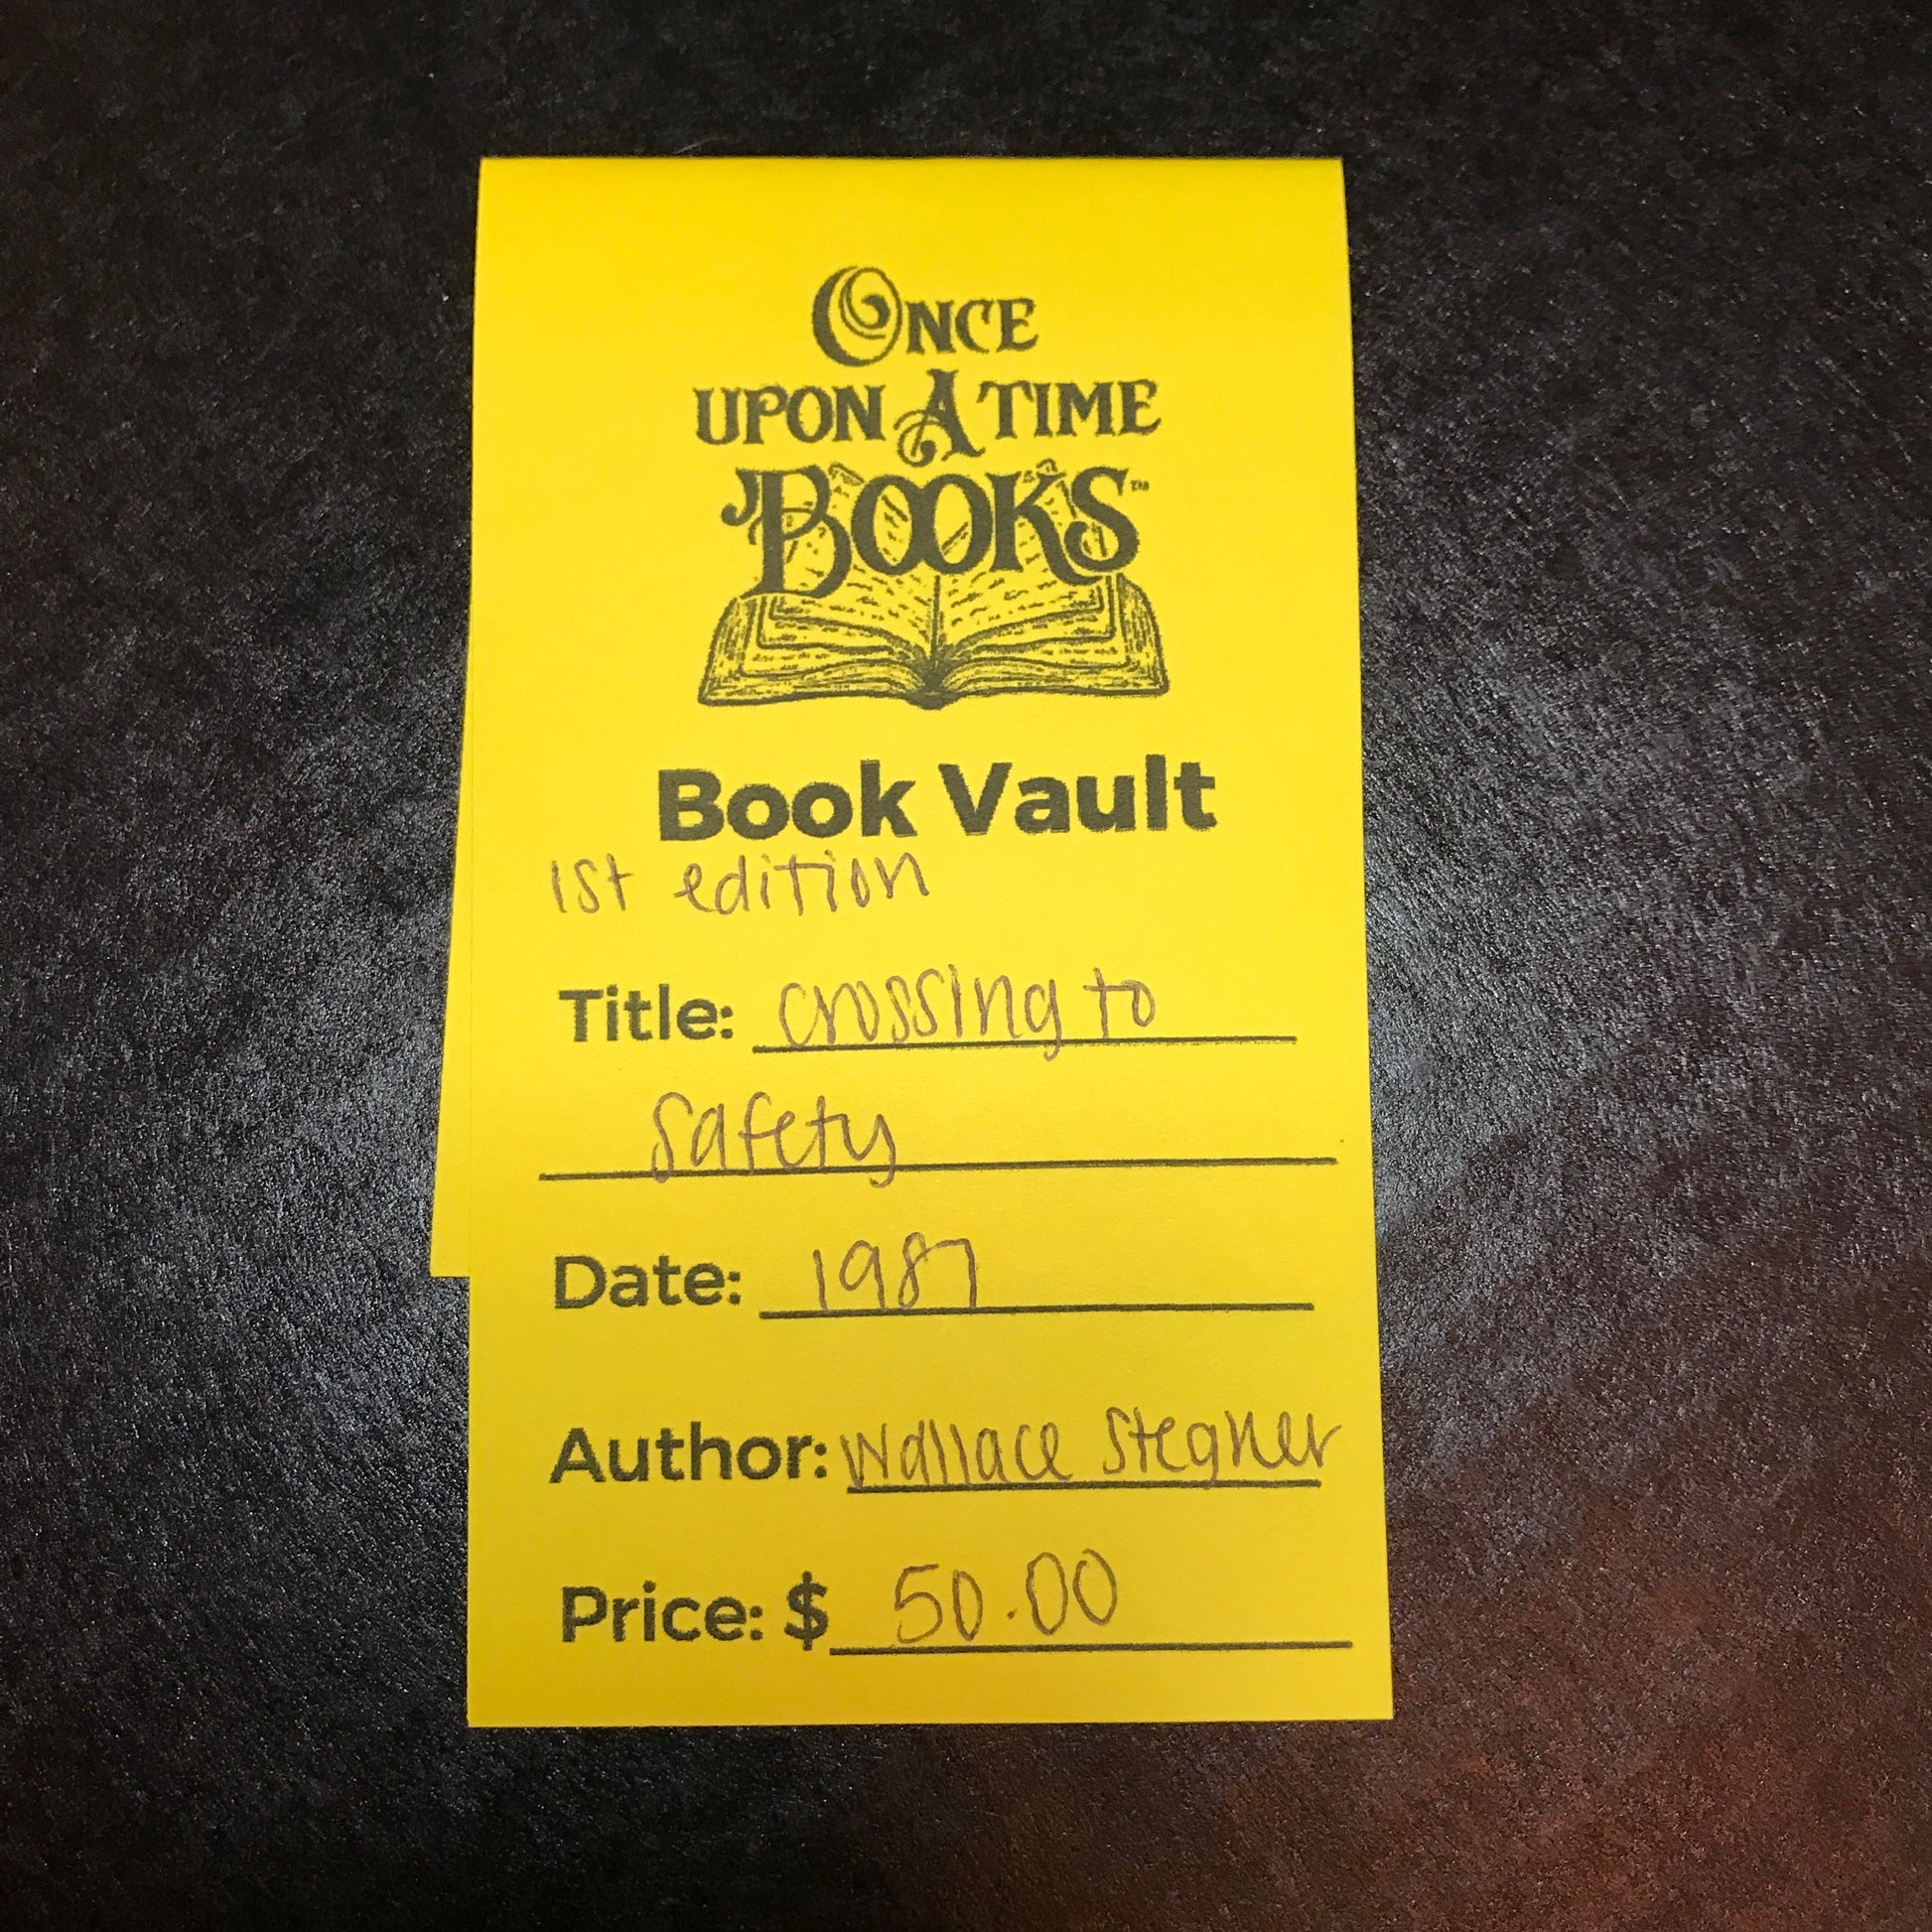 ONCE
UPON A TIME
BOOKS™
Book Vault
1st edition
Title: crossing to
safety
Date: 1987
Author: Wallace Stegner
Price: $ 50.00